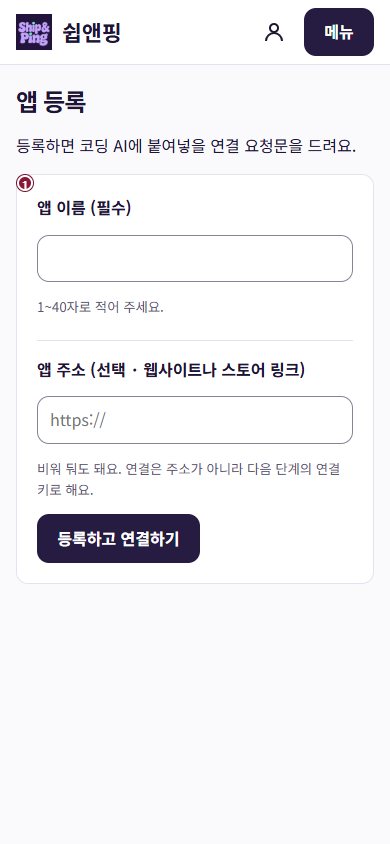 Ship&
Ping
쉽앤핑
메뉴
앱 등록
등록하면 코딩 AI에 붙여넣을 연결 요청문을 드려요.
1
앱 이름 (필수)
1~40자로 적어 주세요.
앱 주소 (선택 · 웹사이트나 스토어 링크)
https://
비워 둬도 돼요. 연결은 주소가 아니라 다음 단계의 연결
키로 해요.
등록하고 연결하기